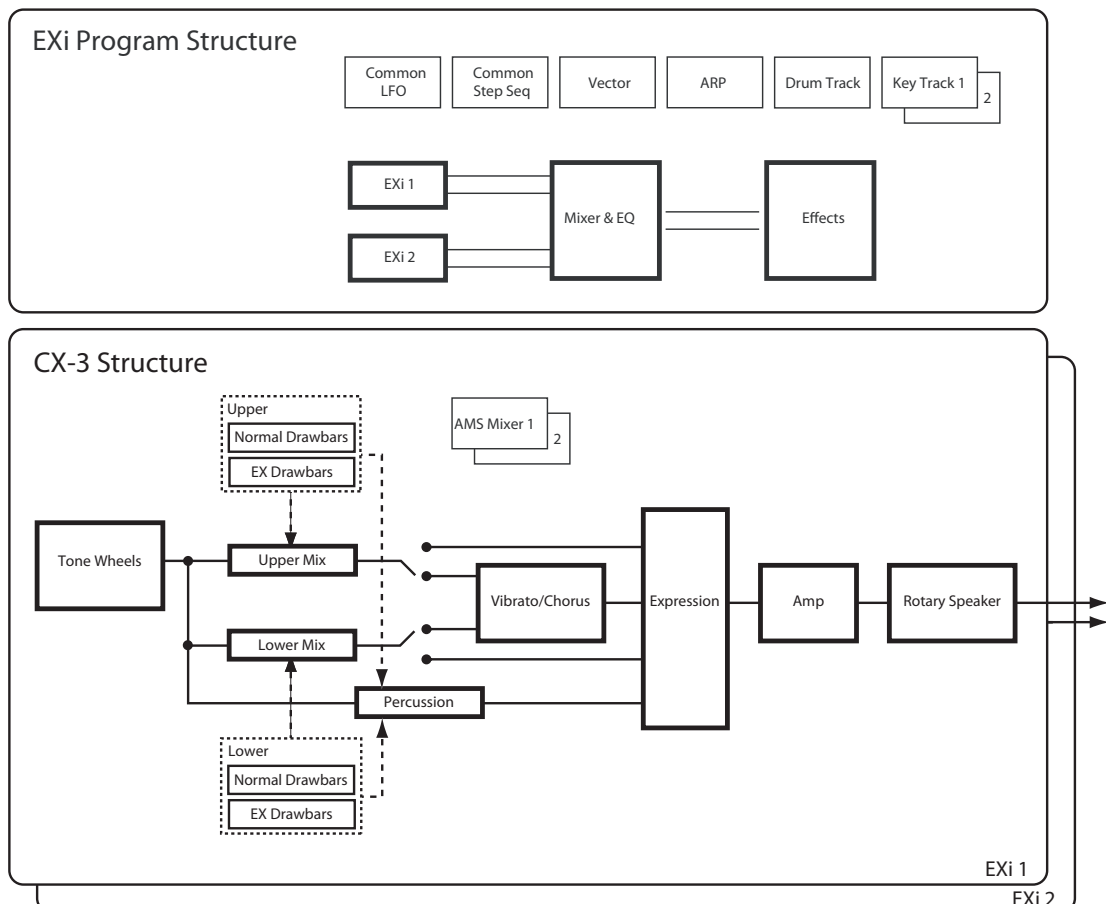 EXi Program Structure
Common
LFO
Common
Step Seq
Vector
ARP
Drum Track
Key Track 1
2
EXi 1
Mixer & EQ
Effects
EXi 2
CX-3 Structure
Upper
Normal Drawbars
EX Drawbars
AMS Mixer 1
2
Tone Wheels
Upper Mix
Vibrato/Chorus
Expression
Amp
Rotary Speaker
Lower Mix
Percussion
Lower
Normal Drawbars
EX Drawbars
EXi 1
EXi 2